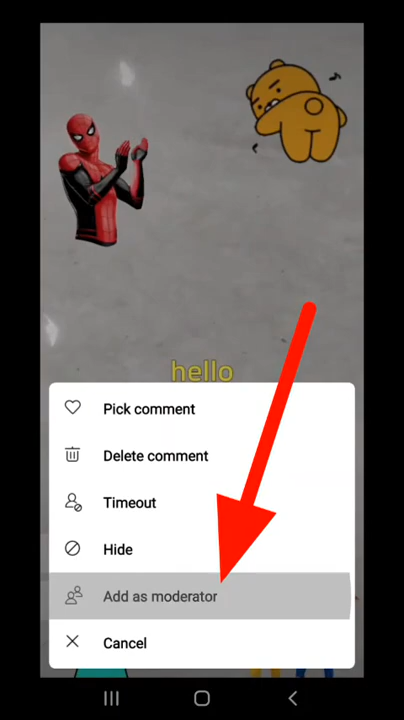 hello
Pick comment
Delete comment
Timeout
Hide
Add as moderator
Cancel